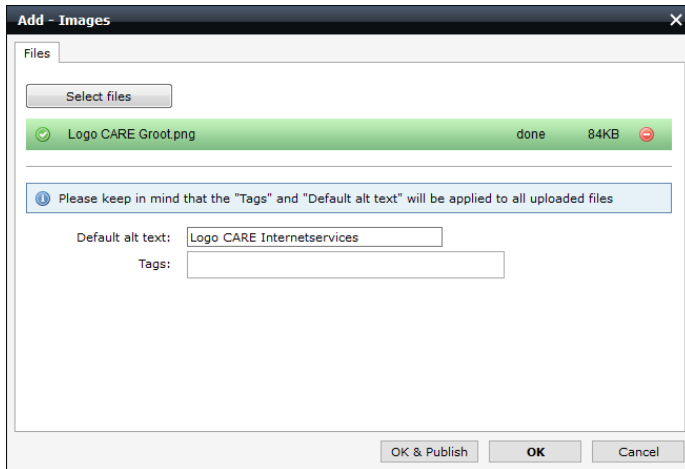 Add - Images
Files
Select files
Logo CARE Groot.png done 84KB
Please keep in mind that the "Tags" and "Default alt text" will be applied to all uploaded files
Default alt text: Logo CARE Internetservices
Tags:
OK & Publish OK Cancel